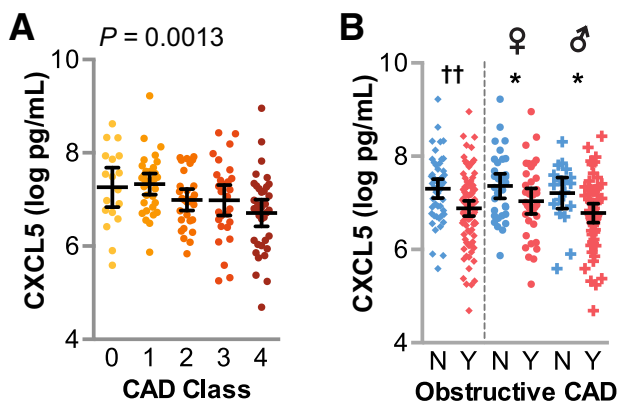 A
P = 0.0013
CXCL5 (log pg/mL)
10
8
6
4
0 1 2 3 4
CAD Class
B
♀ ♂
†† * *
CXCL5 (log pg/mL)
10
8
6
4
N Y N Y N Y
Obstructive CAD